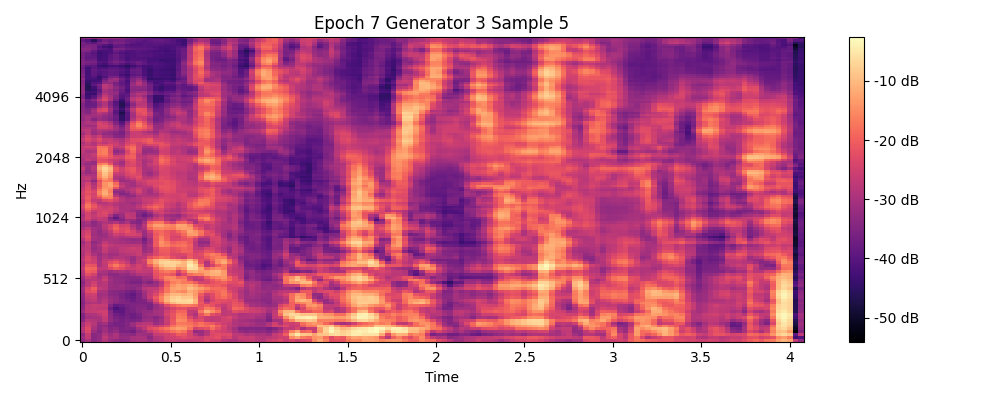 Epoch 7 Generator 3 Sample 5
Hz
4096
2048
1024
512
0
0 0.5 1 1.5 2 2.5 3 3.5 4
Time
-10 dB
-20 dB
-30 dB
-40 dB
-50 dB